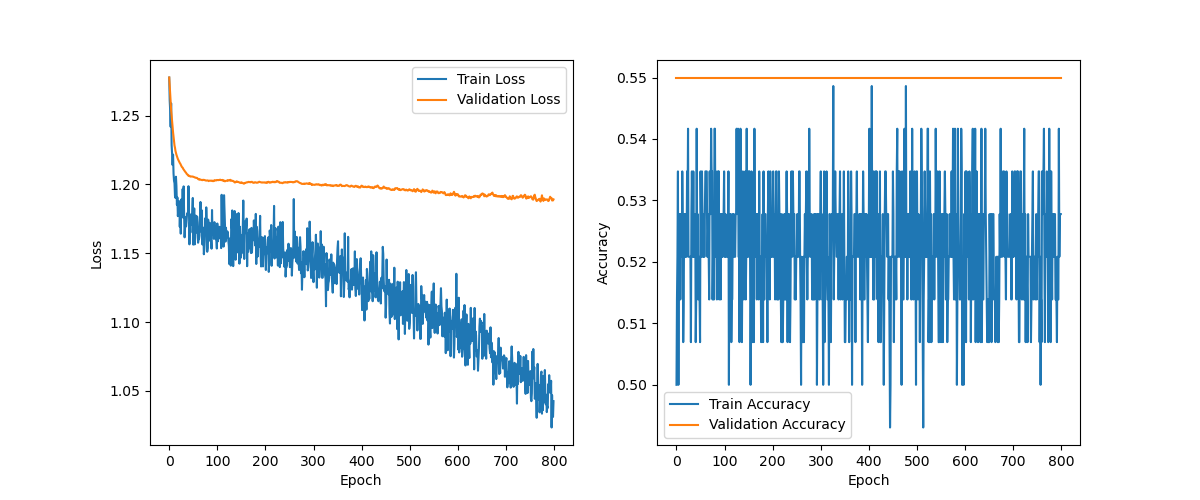 Train Loss
Validation Loss
1.25
1.20
1.15
1.10
1.05
Loss
0 100 200 300 400 500 600 700 800
Epoch
0.55
0.54
0.53
0.52
0.51
0.50
Accuracy
Train Accuracy
Validation Accuracy
0 100 200 300 400 500 600 700 800
Epoch